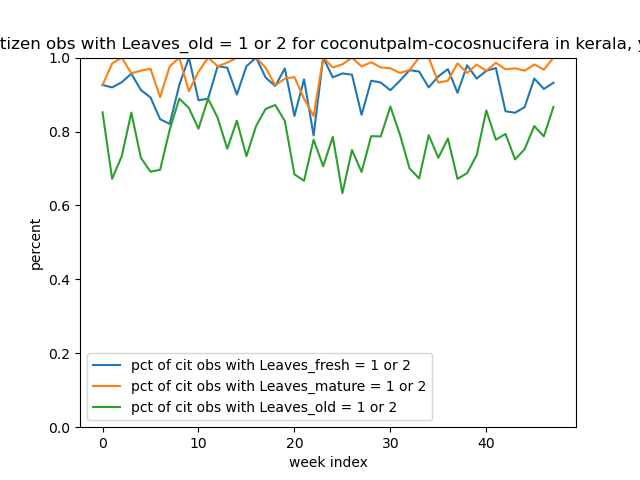 tizen obs with Leaves_old = 1 or 2 for coconutpalm-cocosnucifera in kerala,
1.0
0.8
0.6
0.4
0.2
0.0
percent
pct of cit obs with Leaves_fresh = 1 or 2
pct of cit obs with Leaves_mature = 1 or 2
pct of cit obs with Leaves_old = 1 or 2
0 10 20 30 40
week index